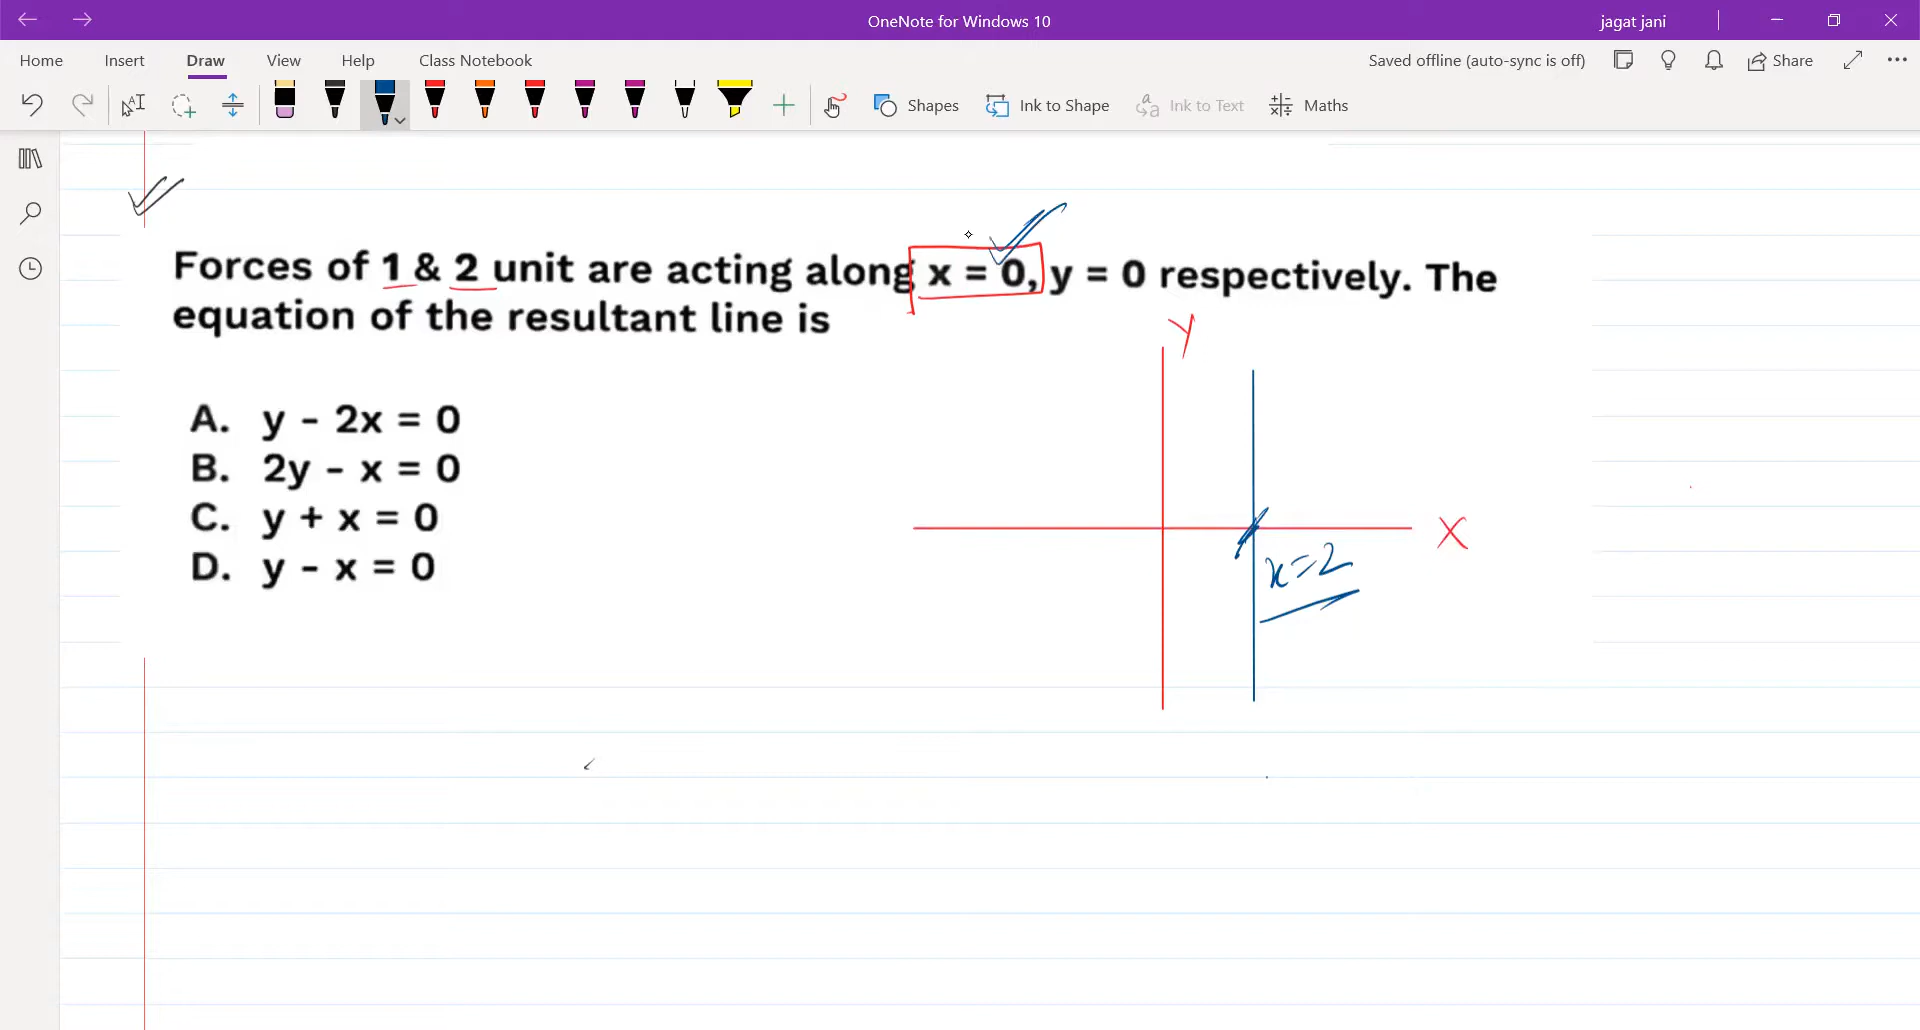 OneNote for Windows 10
jagat jani
Home Insert Draw View Help Class Notebook
Saved offline (auto-sync is off) Share
Shapes Ink to Shape Ink to Text Maths
Forces of 1 & 2 unit are acting along x = 0, y = 0 respectively. The
equation of the resultant line is
Y
A. y - 2x = 0
B. 2y - x = 0
C. y + x = 0
D. y - x = 0
X
x=2